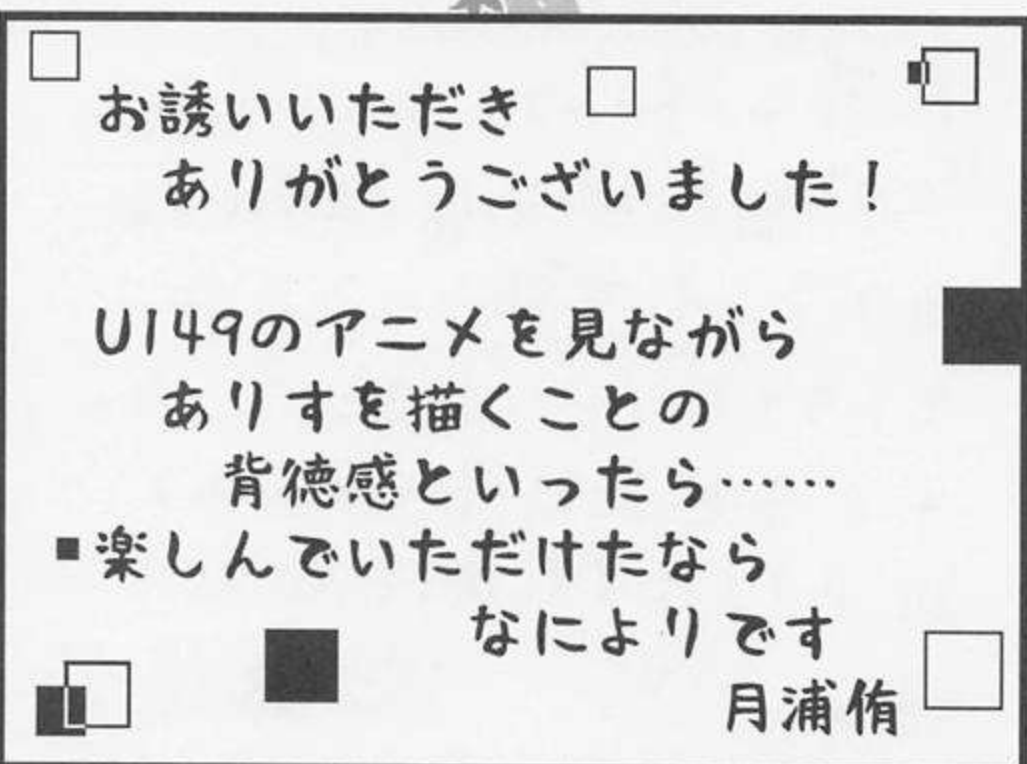 お誘いいただき
ありがとうございました！
U149のアニメを見ながら
ありすを描くことの
背徳感といったら……
楽しんでいただけたなら
なによりです
月浦侑